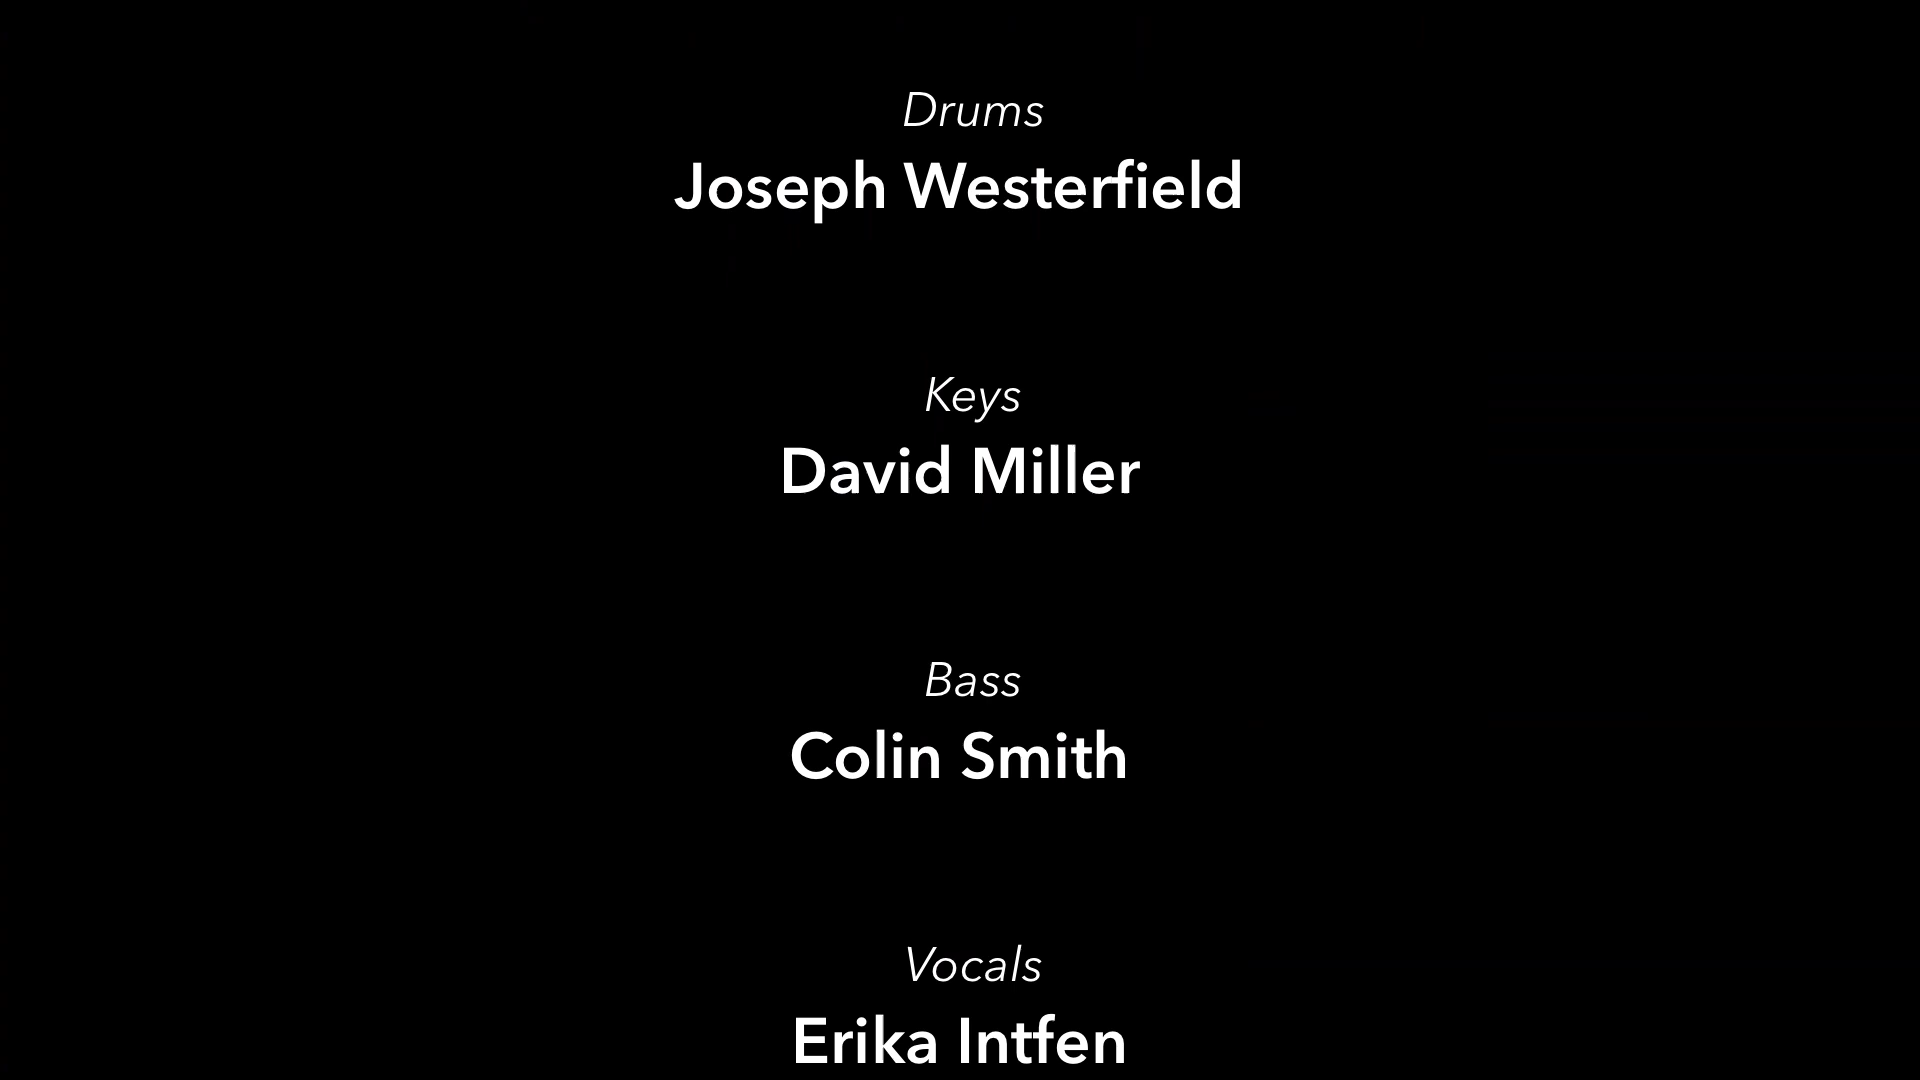 Drums
Joseph Westerfield
Keys
David Miller
Bass
Colin Smith
Vocals
Erika Intfen